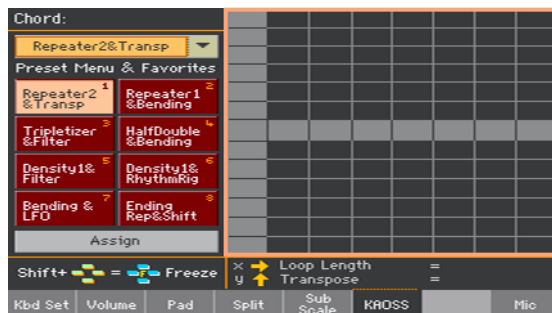 Chord:
Repeater2&Transp
Preset Menu & Favorites
Repeater2 1
&Transp
Repeater1 2
&Bending
Tripletizer 3
&Filter
HalfDouble 4
&Bending
Density1& 5
Filter
Density1& 6
RhythmRig
Bending & 7
LFO
Ending 8
Rep&Shift
Assign
Shift+ = F Freeze
x Loop Length =
y Transpose =
Kbd Set Volume Pad Split Sub Scale KAOSS Mic